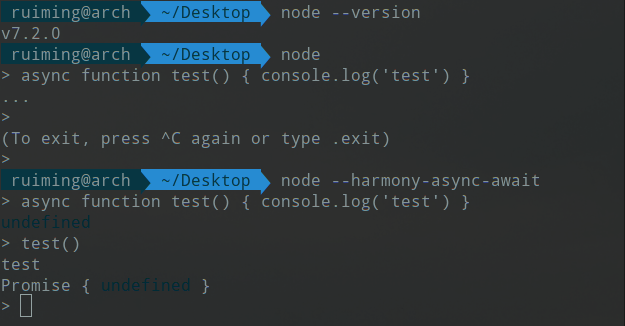 ruiming@arch ~/Desktop node --version
v7.2.0
ruiming@arch ~/Desktop node
> async function test() { console.log('test') }
...
>
(To exit, press ^C again or type .exit)
>
ruiming@arch ~/Desktop node --harmony-async-await
> async function test() { console.log('test') }
undefined
> test()
test
Promise { undefined }
>